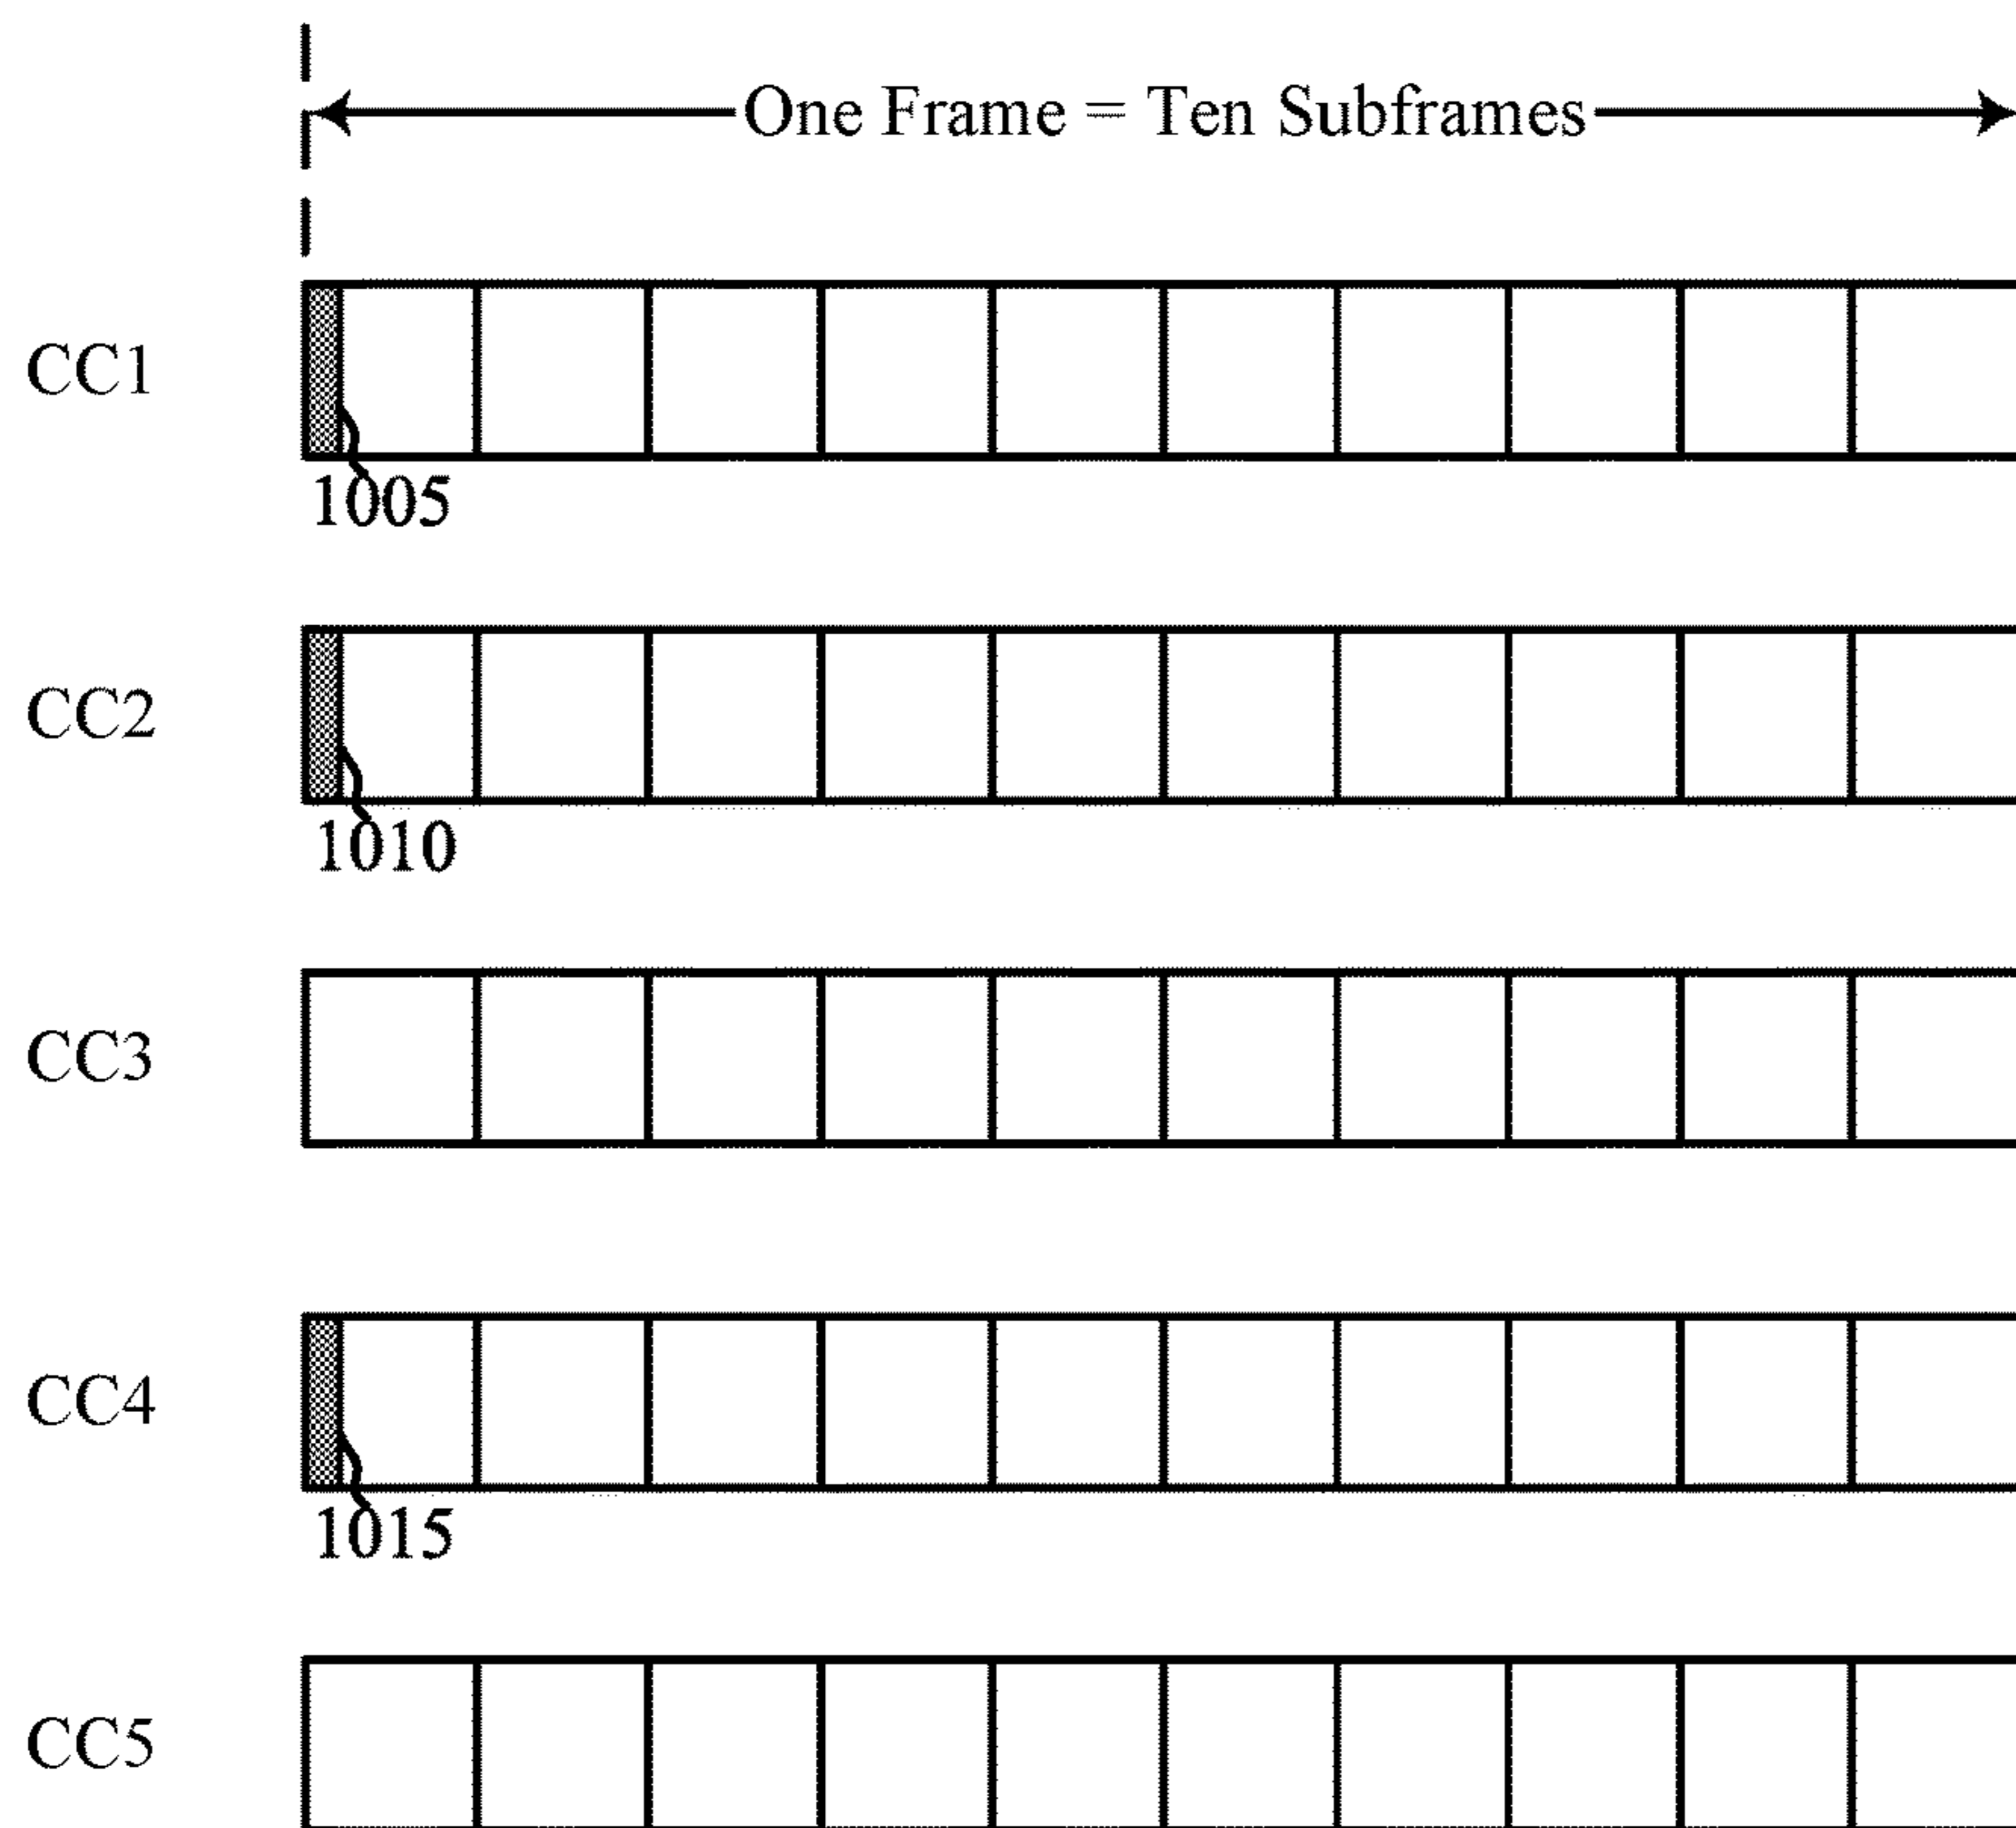 One Frame = Ten Subframes
CC1
1005
CC2
1010
CC3
CC4
1015
CC5